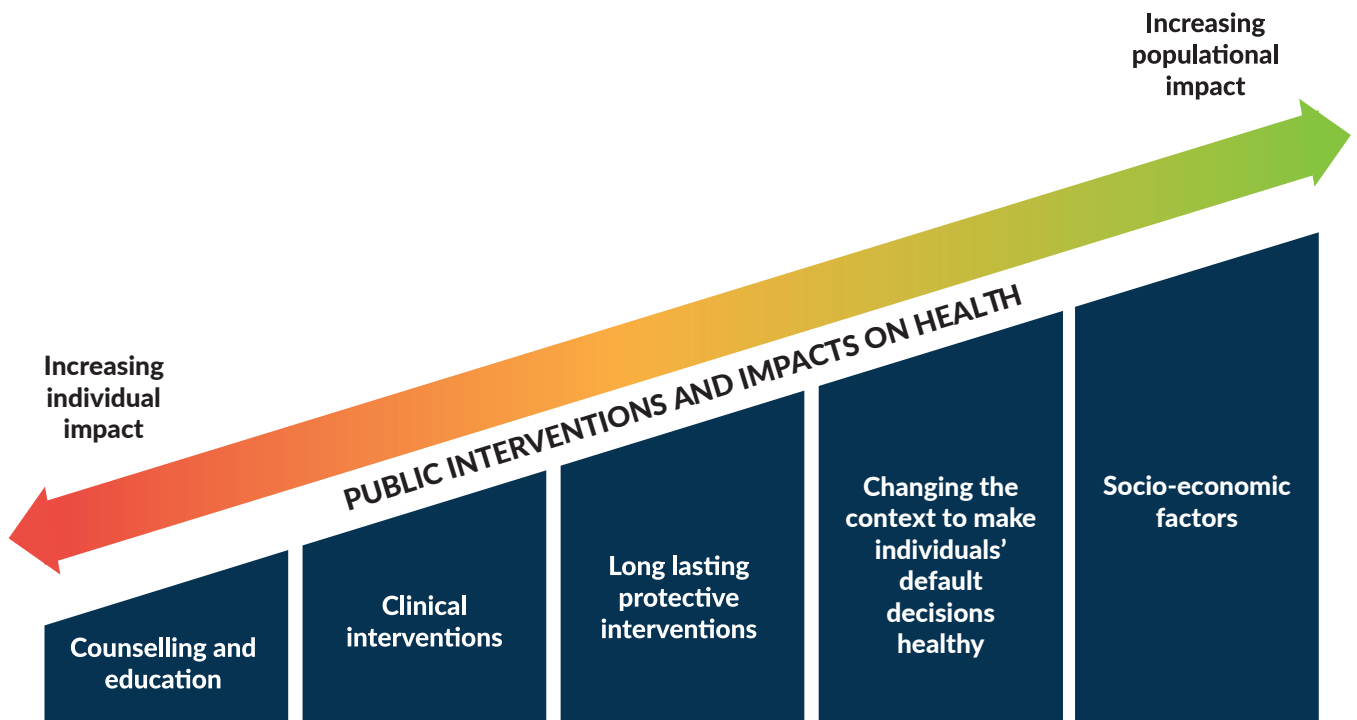 Increasing
populational
impact
Increasing
individual
impact
PUBLIC INTERVENTIONS AND IMPACTS ON HEALTH
Counselling and
education
Clinical
interventions
Long lasting
protective
interventions
Changing the
context to make
individuals’
default
decisions
healthy
Socio-economic
factors